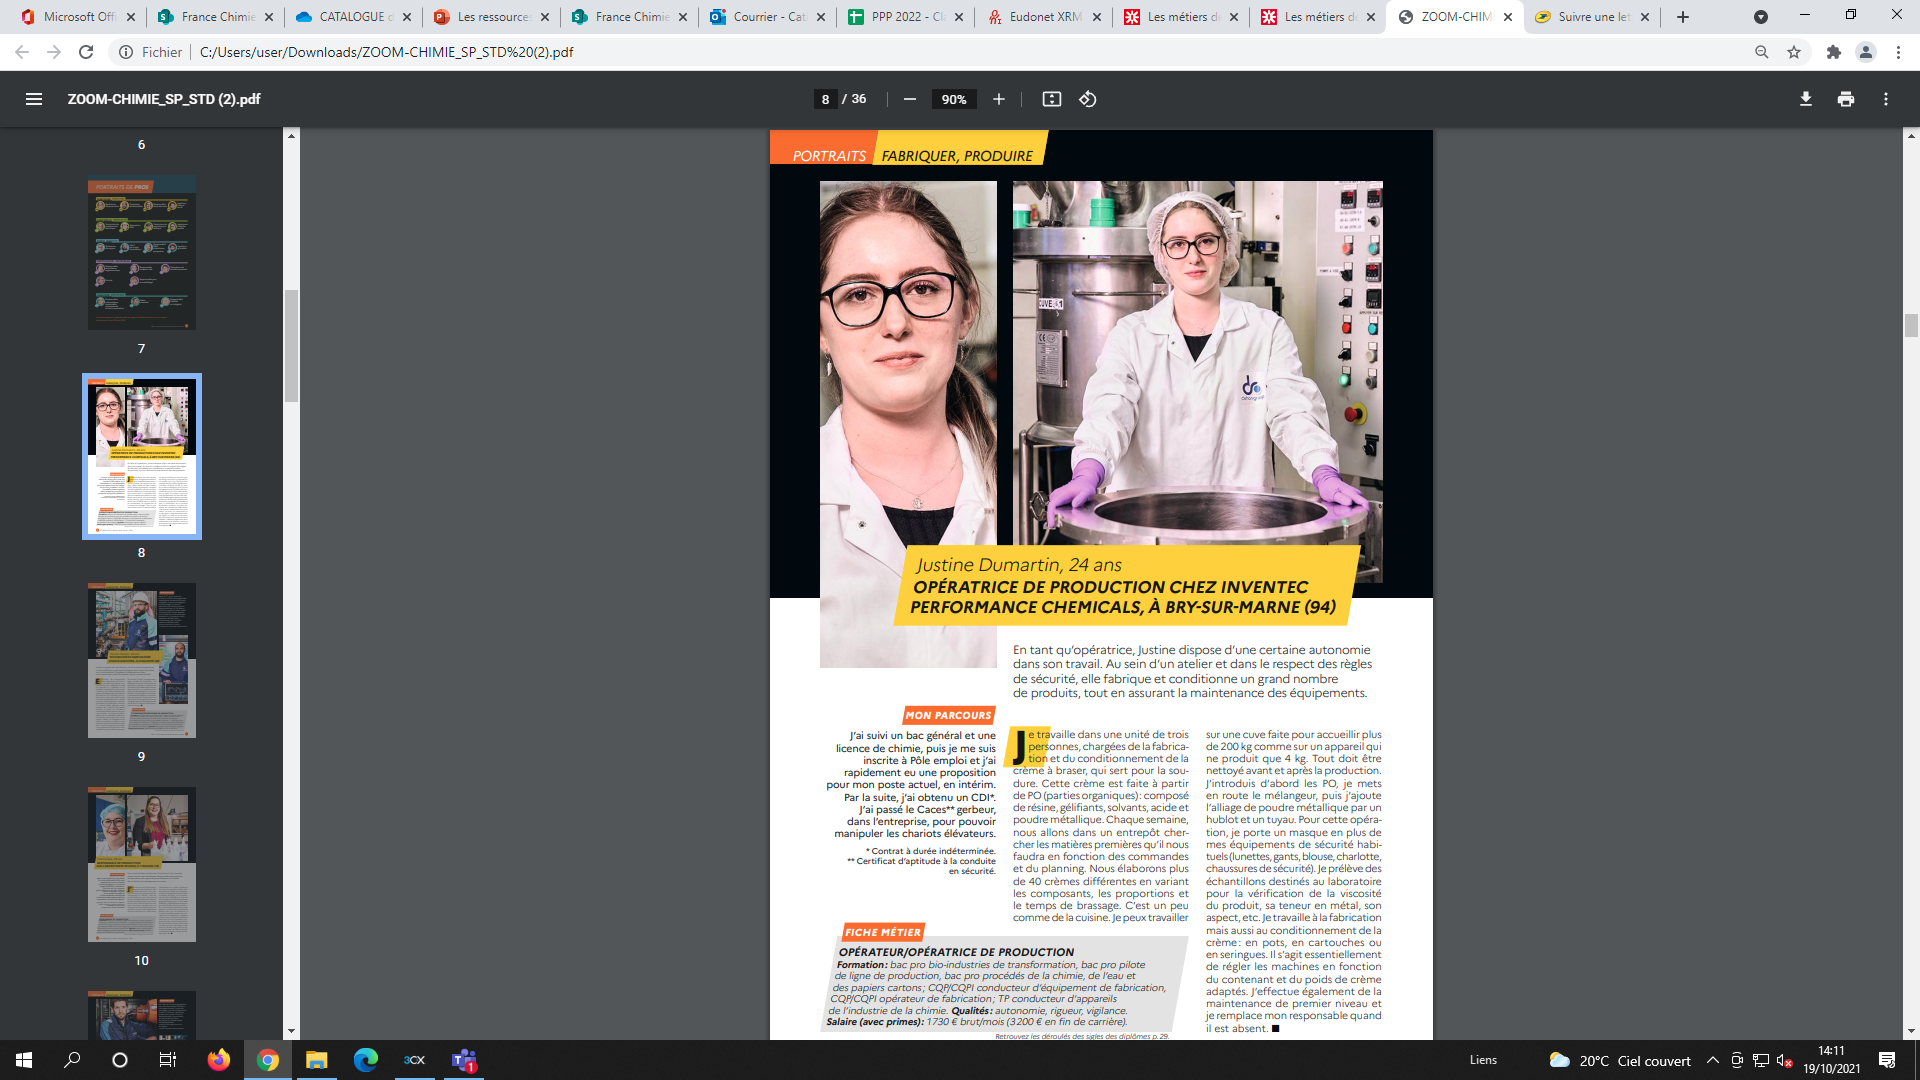 Microsoft Offi
France Chimie
CATALOGUE d
Les ressource
France Chimie
Courrier - Cat
PPP 2022 - Cl
Eudonet XRM
Les métiers d
Les métiers de
ZOOM-CHIM
Suivre une let
Fichier
C:/Users/user/Downloads/ZOOM-CHIMIE_SP_STD%20(2).pdf
ZOOM-CHIMIE_SP_STD (2).pdf
8 / 36
90%
6
PORTRAITS DE PROS
7
8
9
10
PORTRAITS
FABRIQUER, PRODUIRE
CUVE 1
Justine Dumartin, 24 ans
OPÉRATRICE DE PRODUCTION CHEZ INVENTEC
PERFORMANCE CHEMICALS, À BRY-SUR-MARNE (94)
En tant qu'opératrice, Justine dispose d'une certaine autonomie
dans son travail. Au sein d'un atelier et dans le respect des règles
de sécurité, elle fabrique et conditionne un grand nombre
de produits, tout en assurant la maintenance des équipements.
MON PARCOURS
J'ai suivi un bac général et une
licence de chimie, puis je me suis
inscrite à Pôle emploi et j'ai
rapidement eu une proposition
pour mon poste actuel, en intérim.
Par la suite, j'ai obtenu un CDI*.
J'ai passé le Caces** gerbeur,
dans l'entreprise, pour pouvoir
manipuler les chariots élévateurs.
* Contrat à durée indéterminée.
** Certificat d'aptitude à la conduite
en sécurité.
Je travaille dans une unité de trois
personnes, chargées de la fabrica-
tion et du conditionnement de la
crème à braser, qui sert pour la sou-
dure. Cette crème est faite à partir
de PO (parties organiques) : composé
de résine, gélifiants, solvants, acide et
poudre métallique. Chaque semaine,
nous allons dans un entrepôt cher-
cher les matières premières qu'il nous
faudra en fonction des commandes
et du planning. Nous élaborons plus
de 40 crèmes différentes en variant
les composants, les proportions et
le temps de brassage. C'est un peu
comme de la cuisine. Je peux travailler
sur une cuve faite pour accueillir plus
de 200 kg comme sur un appareil qui
ne produit que 4 kg. Tout doit être
nettoyé avant et après la production.
J'introduis d'abord les PO, je mets
en route le mélangeur, puis j'ajoute
l'alliage de poudre métallique par un
hublot et un tuyau. Pour cette opéra-
tion, je porte un masque en plus de
mes équipements de sécurité habi-
tuels (lunettes, gants, blouse, charlotte,
chaussures de sécurité). Je prélève des
échantillons destinés au laboratoire
pour la vérification de la viscosité
du produit, sa teneur en métal, son
aspect, etc. Je travaille à la fabrication
mais aussi au conditionnement de la
crème : en pots, en cartouches ou
en seringues. Il s'agit essentiellement
de régler les machines en fonction
du contenant et du poids de crème
adaptés. J'effectue également de la
maintenance de premier niveau et
je remplace mon responsable quand
il est absent. ■
FICHE MÉTIER
OPÉRATEUR/OPÉRATRICE DE PRODUCTION
Formation : bac pro bio-industries de transformation, bac pro pilote
de ligne de production, bac pro procédés de la chimie, de l'eau et
des papiers cartons ; CQP/CQPI conducteur d'équipement de fabrication,
CQP/CQPI opérateur de fabrication ; TP conducteur d'appareils
de l'industrie de la chimie. Qualités : autonomie, rigueur, vigilance.
Salaire (avec primes) : 1730 € brut/mois (3200 € en fin de carrière).
Retrouvez les déroulés des sigles des diplômes p.29.
3CX
1
Liens
20°C Ciel couvert
14:11
19/10/2021